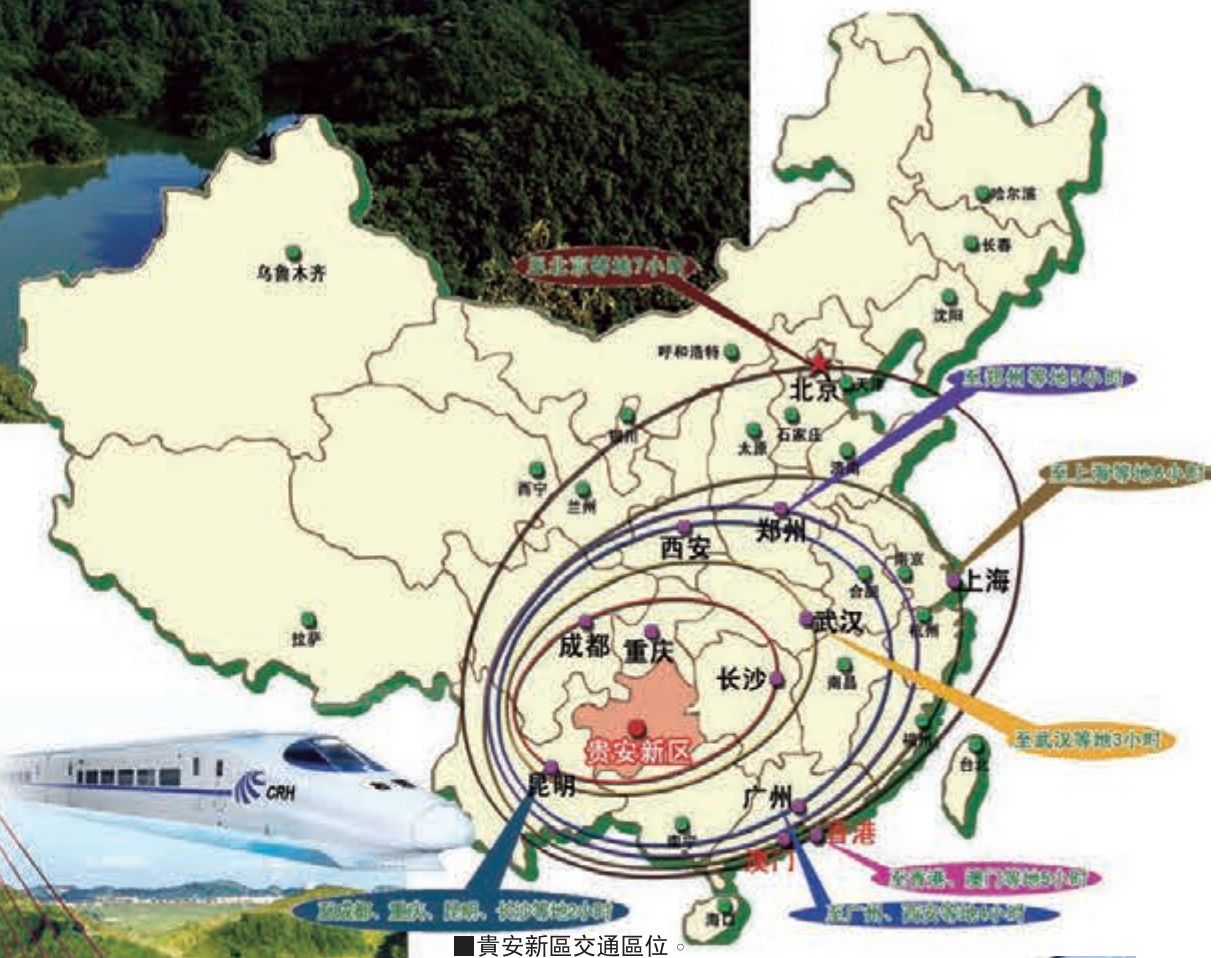 哈尔滨
长春
乌鲁木齐
至北京等地7小时
沈阳
呼和浩特
北京
天津
至郑州等地5小时
银川
太原
石家庄
济南
至上海等地6小时
西宁
兰州
郑州
西安
南京
合肥
上海
拉萨
成都
重庆
武汉
杭州
长沙
南昌
贵安新区
福州
至武汉等地3小时
台北
昆明
CRH
广州
南宁
香港
澳门
至香港、澳门等地5小时
至成都、重庆、昆明、长沙等地2小时
至广州、西安等地4小时
海口
■貴安新區交通區位。